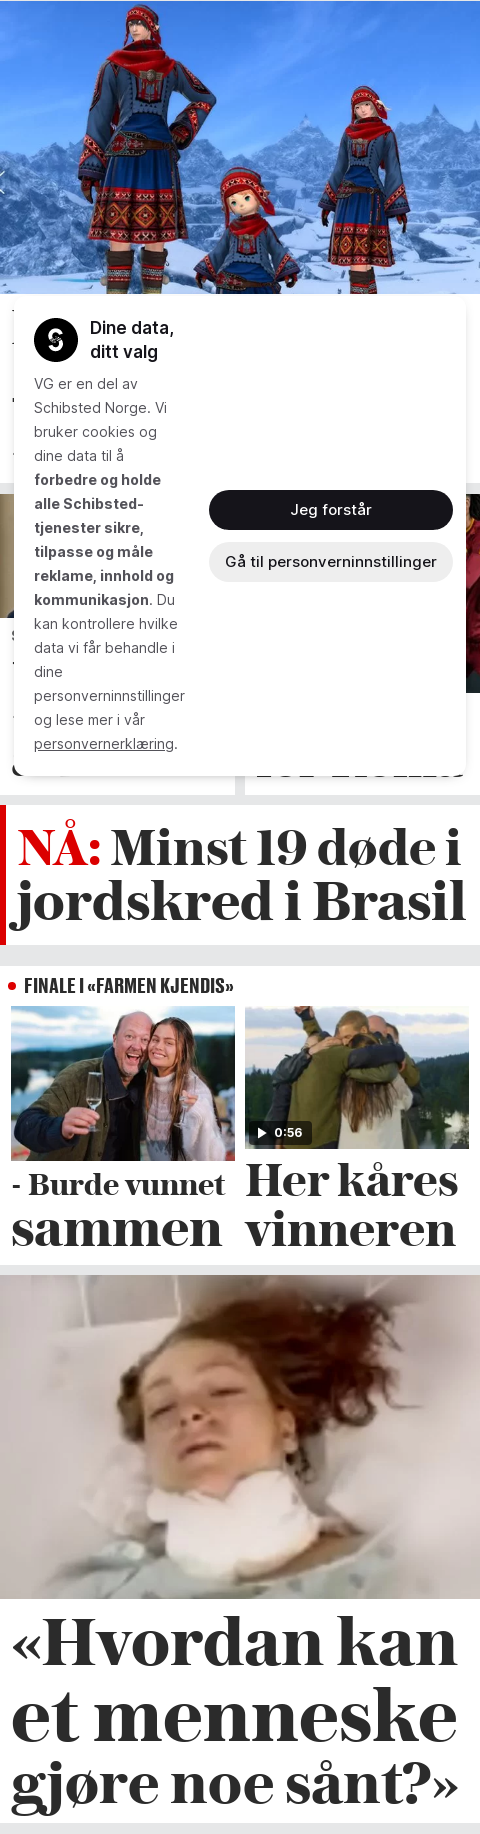 Dine data,
ditt valg
VG er en del av
Schibsted Norge. Vi
bruker cookies og
dine data til å
forbedre og holde
alle Schibsted-
tjenester sikre,
tilpasse og måle
reklame, innhold og
kommunikasjon. Du
kan kontrollere hvilke
data vi får behandle i
dine
personverninnstillinger
og lese mer i vår
personvernerklæring.
Jeg forstår
Gå til personverninnstillinger
NÅ: Minst 19 døde i
jordskred i Brasil
FINALE I «FARMEN KJENDIS»
- Burde vunnet
sammen
0:56
Her kåres
vinneren
«Hvordan kan
et menneske
gjøre noe sånt?»